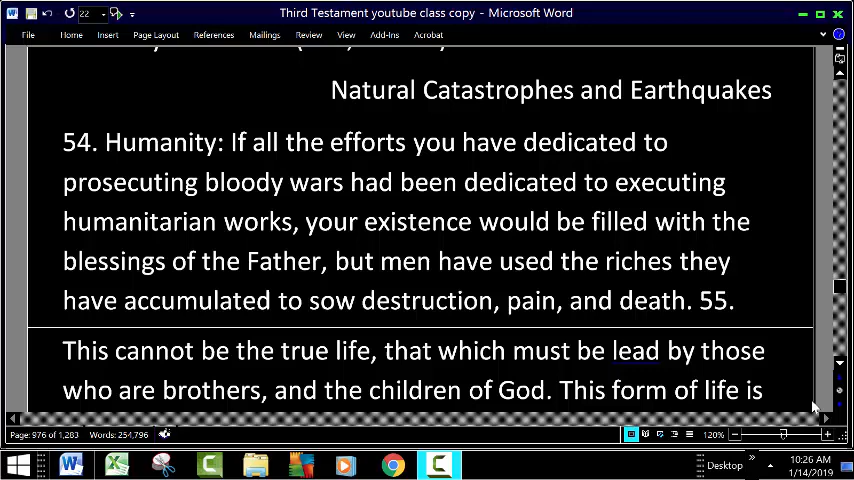 Third Testament youtube class copy - Microsoft Word
22
File Home Insert Page Layout References Mailings Review View Add-Ins Acrobat
Natural Catastrophes and Earthquakes
54. Humanity: If all the efforts you have dedicated to
prosecuting bloody wars had been dedicated to executing
humanitarian works, your existence would be filled with the
blessings of the Father, but men have used the riches they
have accumulated to sow destruction, pain, and death. 55.
This cannot be the true life, that which must be lead by those
who are brothers, and the children of God. This form of life is
Page: 976 of 1,283 Words: 254,796 120%
Desktop
10:26 AM
1/14/2019